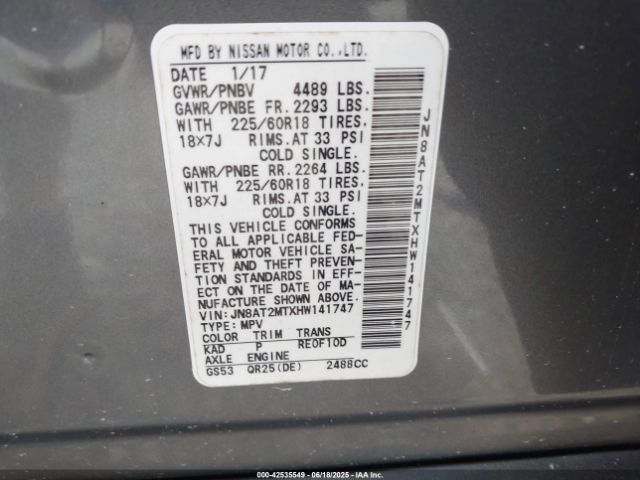 MFD BY NISSAN MOTOR CO.,LTD.
DATE 1/17
GVWR/PNBV 4489 LBS.
GAWR/PNBE FR. 2293 LBS.
WITH 225/60R18 TIRES.
18×7J RIMS.AT 33 PSI
COLD SINGLE.
GAWR/PNBE RR. 2264 LBS.
WITH 225/60R18 TIRES.
18×7J RIMS.AT 33 PSI
COLD SINGLE.
THIS VEHICLE CONFORMS
TO ALL APPLICABLE FED-
ERAL MOTOR VEHICLE SA-
FETY AND THEFT PREVEN-
TION STANDARDS IN EFF-
ECT ON THE DATE OF MA-
NUFACTURE SHOWN ABOVE.
VIN: JN8AT2MTXHW141747
TYPE: MPV
COLOR TRIM TRANS
KAD P RE0F10D
AXLE ENGINE
GS53 QR25(DE) 2488CC
JN8AT2MTXHW141747
000-42535549 - 06/18/2025 - IAA Inc.